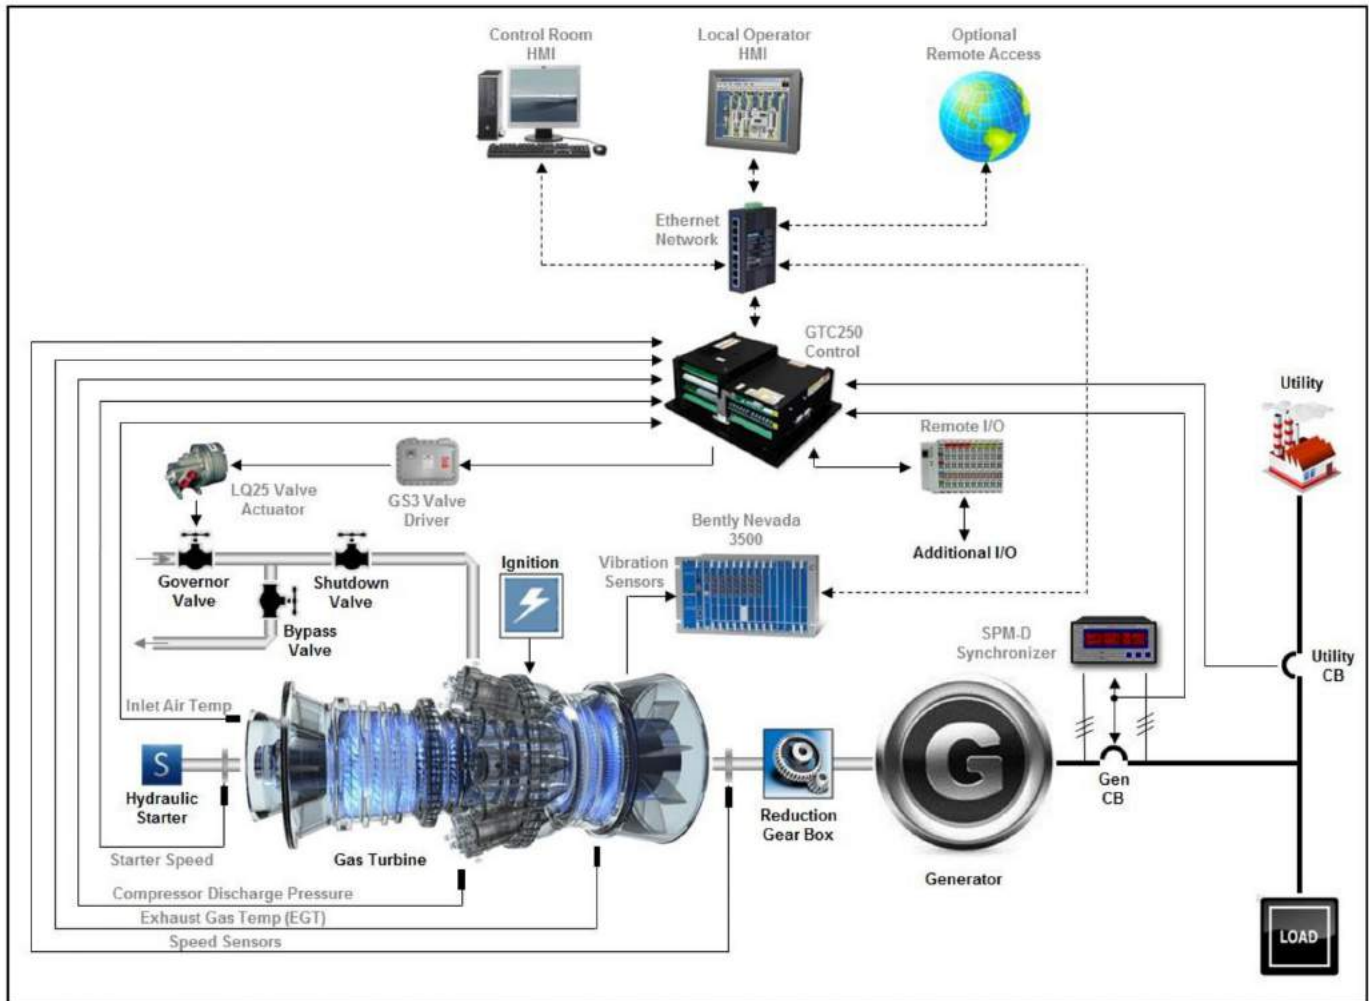 Control Room
HMI
Local Operator
HMI
Optional
Remote Access
Ethernet
Network
GTC250
Control
Utility
Remote I/O
LQ25 Valve
Actuator
GS3 Valve
Driver
Bently Nevada
3500
Additional I/O
Governor
Valve
Shutdown
Valve
Ignition
Vibration
Sensors
Bypass
Valve
SPM-D
Synchronizer
Utility
CB
Inlet Air Temp
S
Hydraulic
Starter
G
Gen
CB
Reduction
Gear Box
Starter Speed
Gas Turbine
Generator
Compressor Discharge Pressure
Exhaust Gas Temp (EGT)
Speed Sensors
LOAD